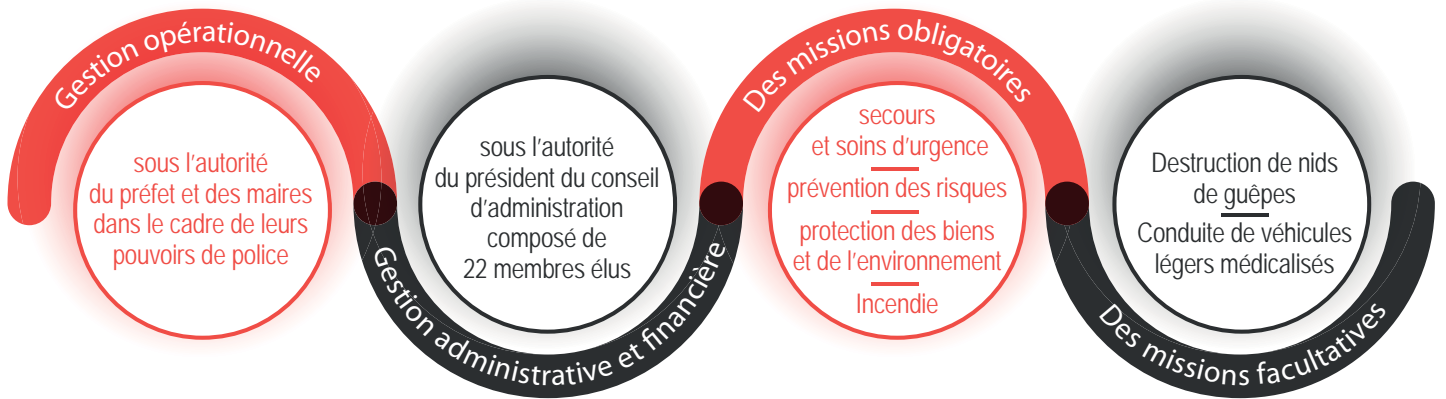 Gestion opérationnelle
sous l'autorité
du préfet et des maires
dans le cadre de leurs
pouvoirs de police
Gestion administrative et financière
sous l'autorité
du président du conseil
d'administration
composé de
22 membres élus
Des missions obligatoires
secours
et soins d'urgence
prévention des risques
protection des biens
et de l'environnement
Incendie
Des missions facultatives
Destruction de nids
de guêpes
Conduite de véhicules
légers médicalisés